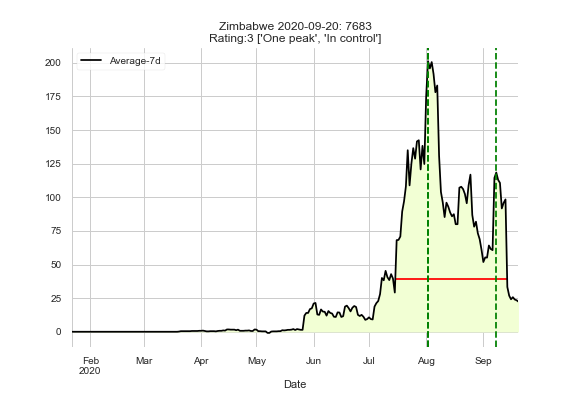 Zimbabwe 2020-09-20: 7683
Rating:3 ['One peak', 'In control']
Average-7d
200
175
150
125
100
75
50
25
0
Feb Mar Apr May Jun Jul Aug Sep
2020
Date